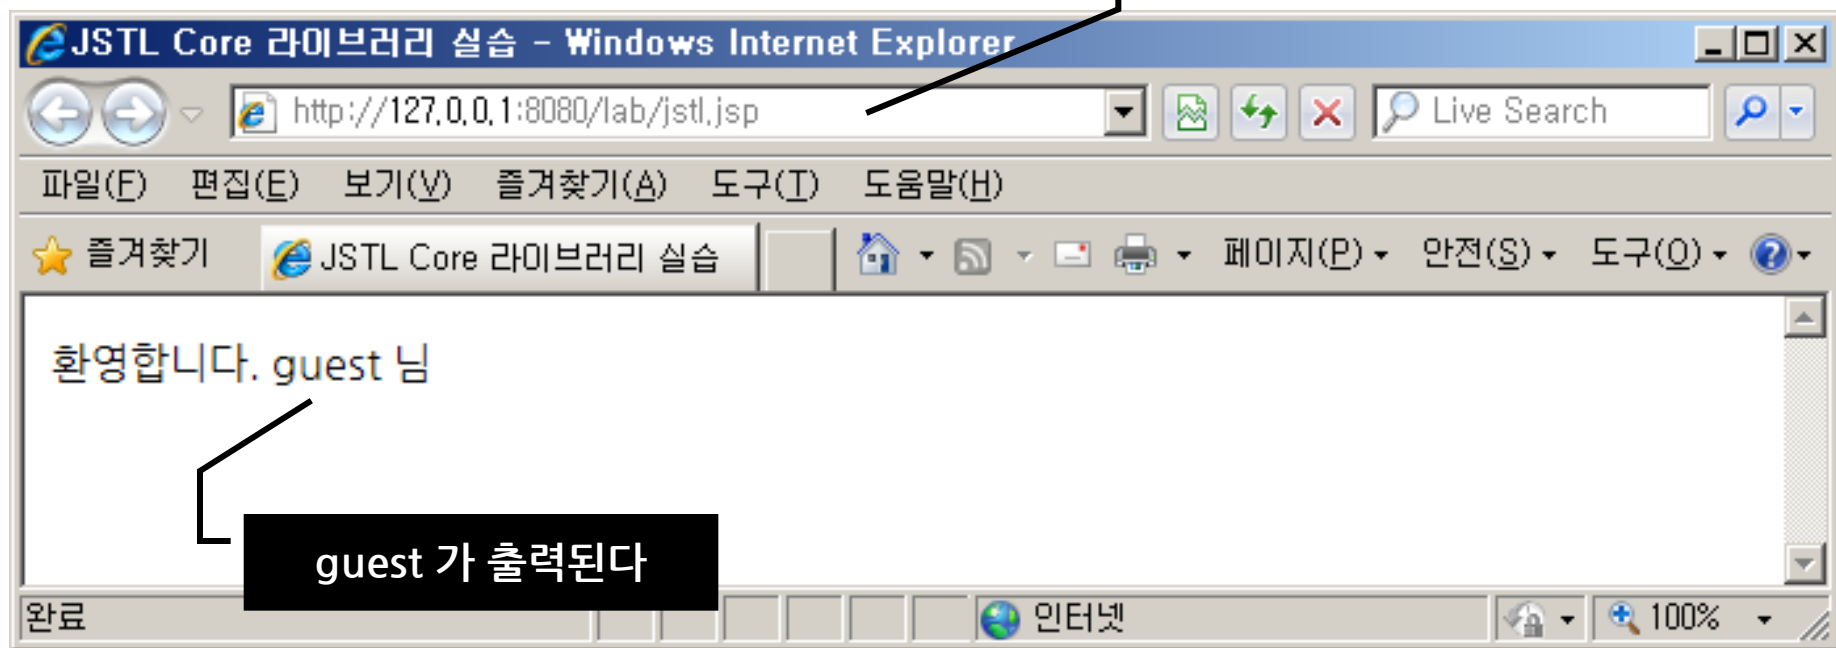 JSTL Core 라이브러리 실습 - Windows Internet Explorer
http://127.0.0.1:8080/lab/jstl.jsp
Live Search
파일(F) 편집(E) 보기(V) 즐겨찾기(A) 도구(T) 도움말(H)
즐겨찾기 JSTL Core 라이브러리 실습 페이지(P) 안전(S) 도구(O)
환영합니다. guest 님
guest 가 출력된다
완료 인터넷 100%